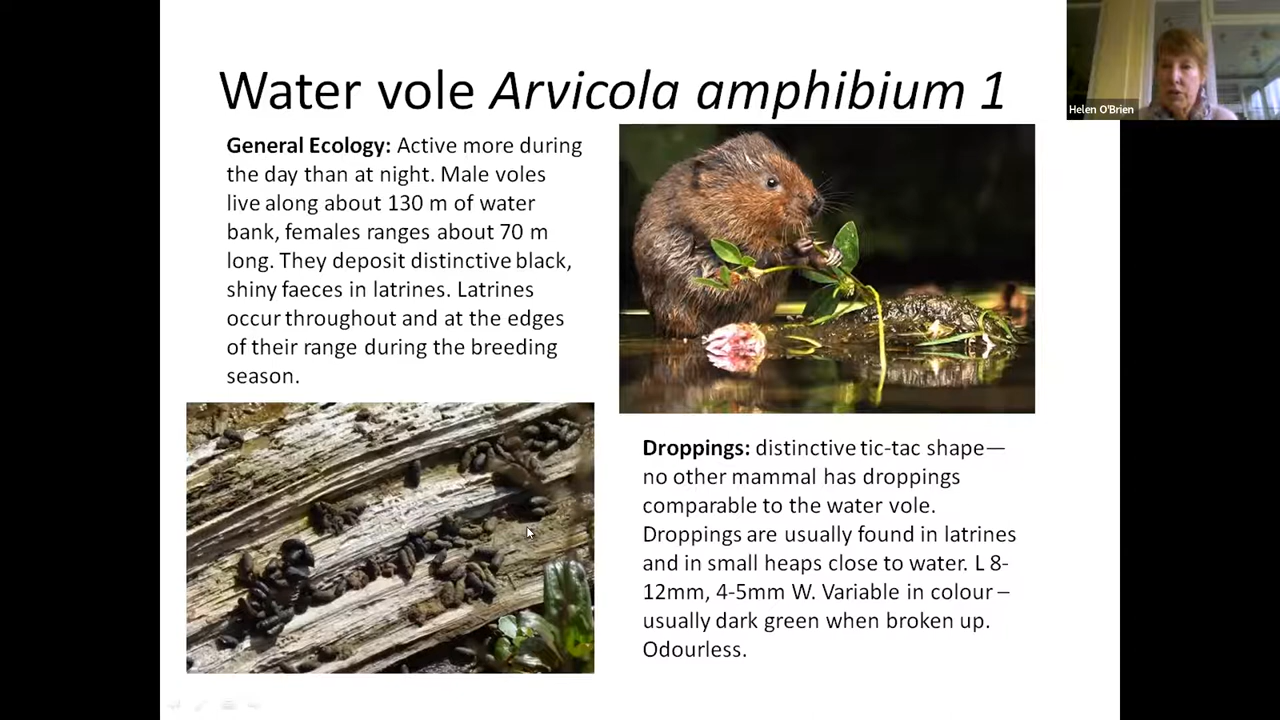 Water vole Arvicola amphibium 1
Helen O'Brien
General Ecology: Active more during
the day than at night. Male voles
live along about 130 m of water
bank, females ranges about 70 m
long. They deposit distinctive black,
shiny faeces in latrines. Latrines
occur throughout and at the edges
of their range during the breeding
season.
Droppings: distinctive tic-tac shape—
no other mammal has droppings
comparable to the water vole.
Droppings are usually found in latrines
and in small heaps close to water. L 8-
12mm, 4-5mm W. Variable in colour –
usually dark green when broken up.
Odourless.